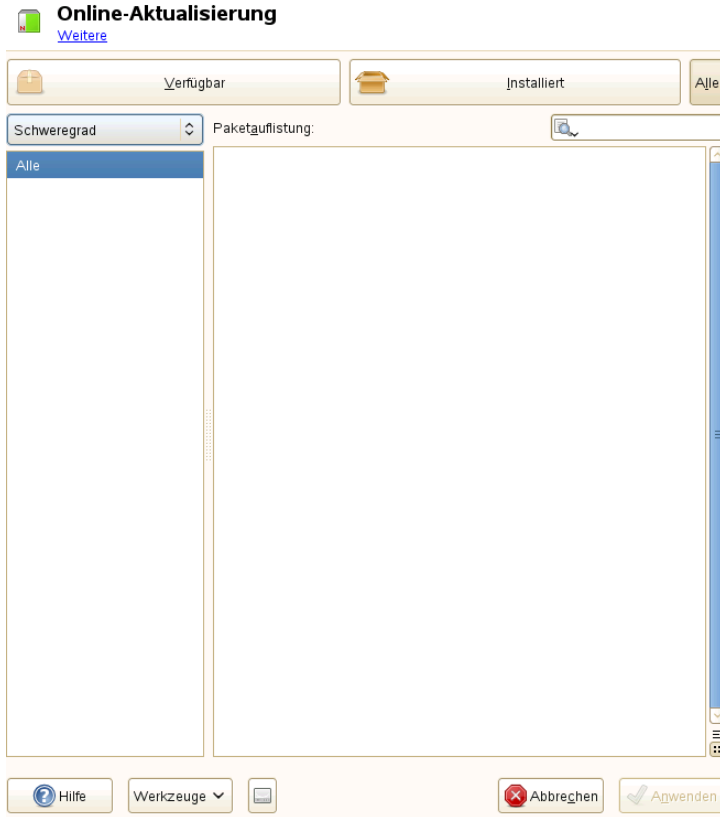 Online-Aktualisierung
Weitere
Verfügbar
Installiert
Alle
Schweregrad
Paketauflistung:
Alle
Hilfe
Werkzeuge
Abbrechen
Anwenden